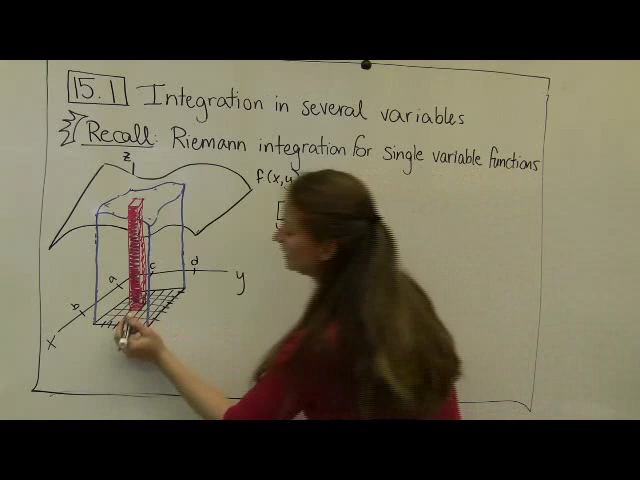 15.1 Integration in several variables
Recall: Riemann integration for single variable functions
z
f(x,y
a
c
d
y
b
x